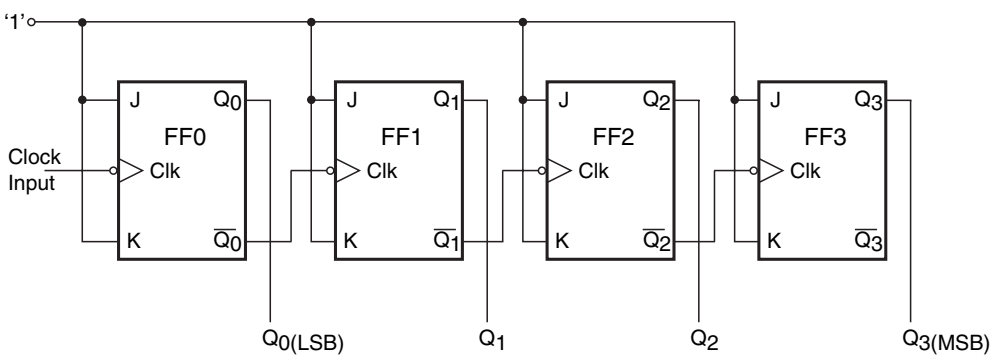 ‘1’
J Q0 J Q1 J Q2 J Q3
FF0 FF1 FF2 FF3
Clock
Input
Clk Clk Clk Clk
K Q̅0 K Q̅1 K Q̅2 K Q̅3
Q0(LSB) Q1 Q2 Q3(MSB)